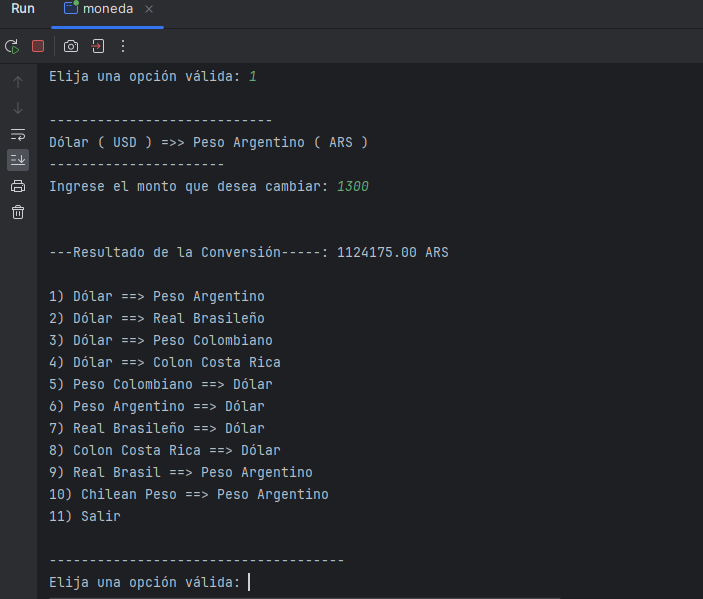 Run moneda
Elija una opción válida: 1
----------------------------
Dólar ( USD ) =>> Peso Argentino ( ARS )
----------------------
Ingrese el monto que desea cambiar: 1300
---Resultado de la Conversión-----: 1124175.00 ARS
1) Dólar ==> Peso Argentino
2) Dólar ==> Real Brasileño
3) Dólar ==> Peso Colombiano
4) Dólar ==> Colon Costa Rica
5) Peso Colombiano ==> Dólar
6) Peso Argentino ==> Dólar
7) Real Brasileño ==> Dólar
8) Colon Costa Rica ==> Dólar
9) Real Brasil ==> Peso Argentino
10) Chilean Peso ==> Peso Argentino
11) Salir
-------------------------------------
Elija una opción válida: